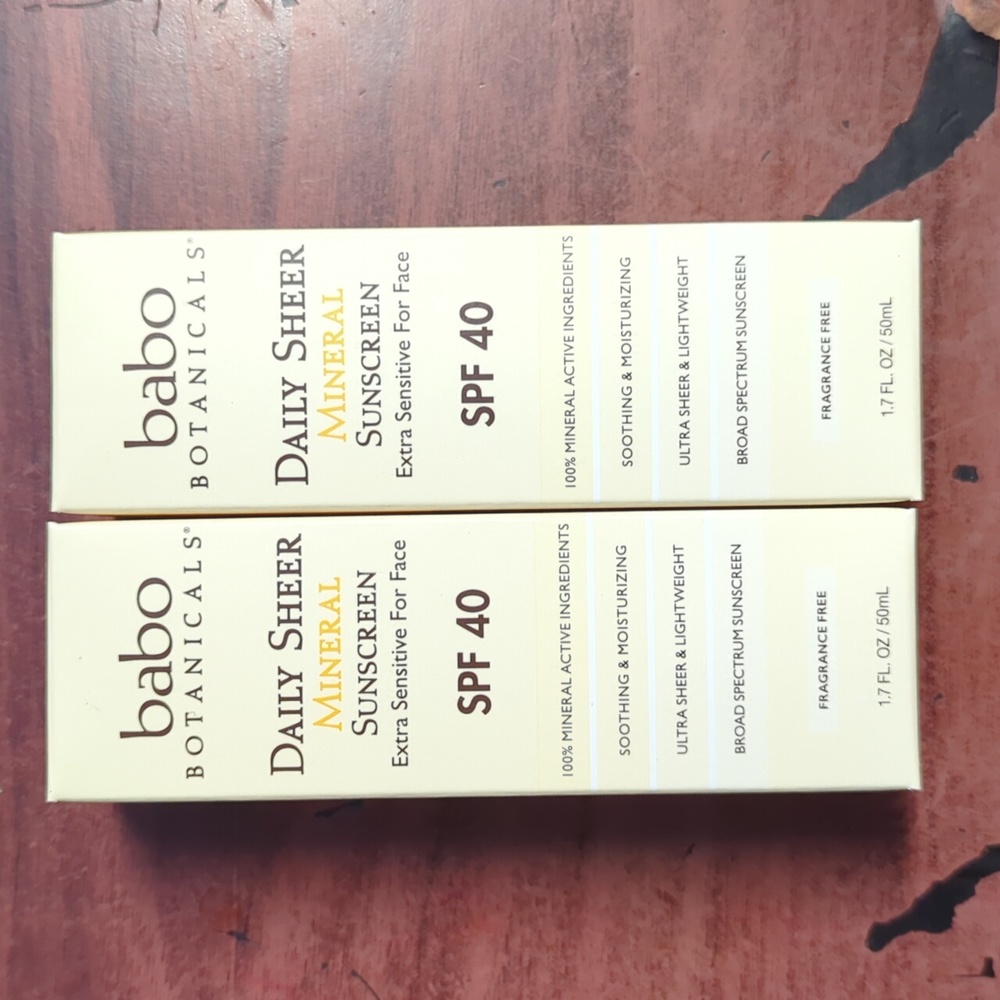 babo
BOTANICALS®
DAILY SHEER
MINERAL
SUNSCREEN
Extra Sensitive For Face
SPF 40
100% MINERAL ACTIVE INGREDIENTS
SOOTHING & MOISTURIZING
ULTRA SHEER & LIGHTWEIGHT
BROAD SPECTRUM SUNSCREEN
FRAGRANCE FREE
1.7 FL. OZ / 50mL
babo
BOTANICALS®
DAILY SHEER
MINERAL
SUNSCREEN
Extra Sensitive For Face
SPF 40
100% MINERAL ACTIVE INGREDIENTS
SOOTHING & MOISTURIZING
ULTRA SHEER & LIGHTWEIGHT
BROAD SPECTRUM SUNSCREEN
FRAGRANCE FREE
1.7 FL. OZ / 50mL